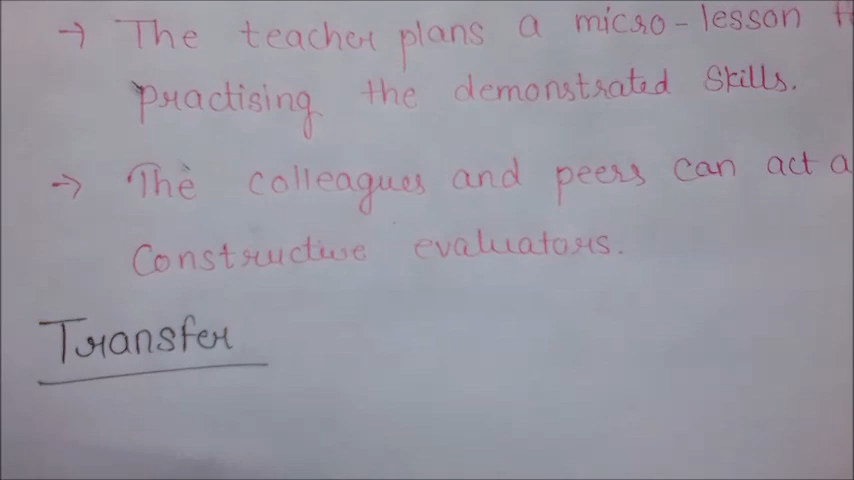 → The teacher plans a micro-lesson
practising the demonstrated skills.
→ The colleagues and peers can act a
Constructive evaluators.
Transfer